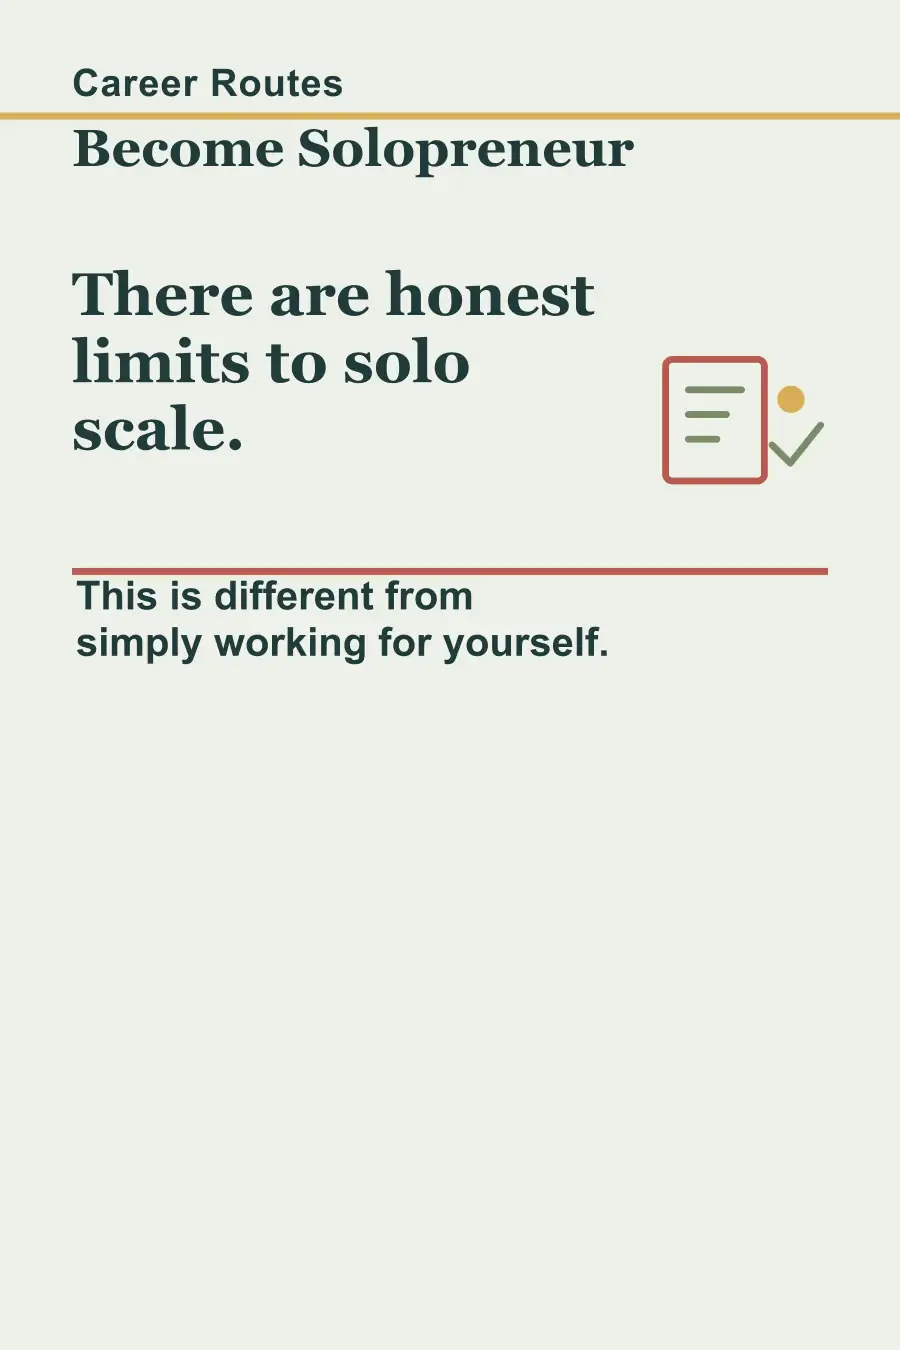 Career Routes
Become Solopreneur
There are honest
limits to solo
scale.
This is different from
simply working for yourself.